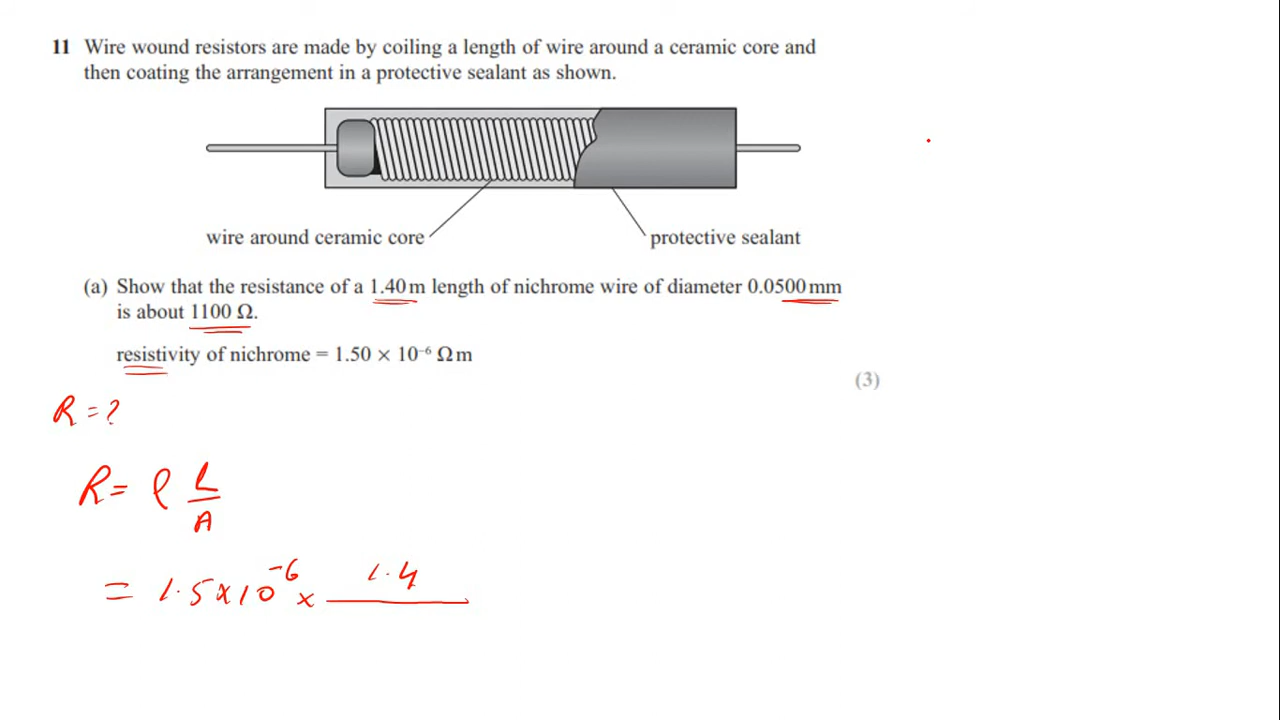 11 Wire wound resistors are made by coiling a length of wire around a ceramic core and
then coating the arrangement in a protective sealant as shown.
wire around ceramic core
protective sealant
(a) Show that the resistance of a 1.40 m length of nichrome wire of diameter 0.0500 mm
is about 1100 Ω.
resistivity of nichrome = 1.50 × 10⁻⁶ Ω m
(3)
R = ?
R = ρ L/A
= 1.5 × 10⁻⁶ × 1.4